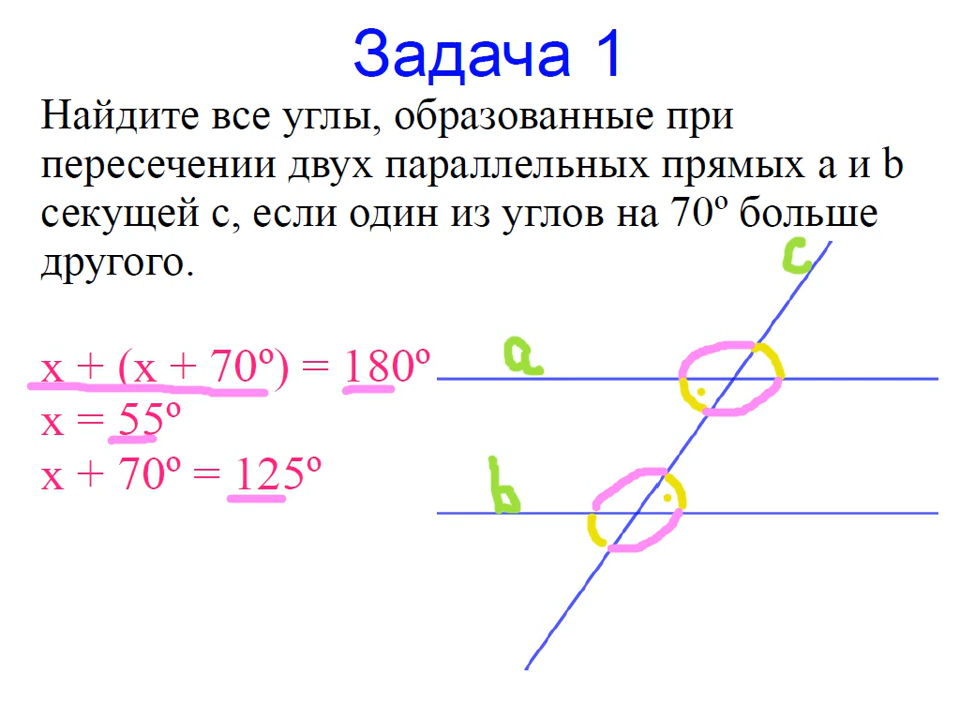 Задача 1
Найдите все углы, образованные при
пересечении двух параллельных прямых a и b
секущей c, если один из углов на 70º больше
другого.
c
x + (x + 70º) = 180º
a
x = 55º
x + 70º = 125º
b